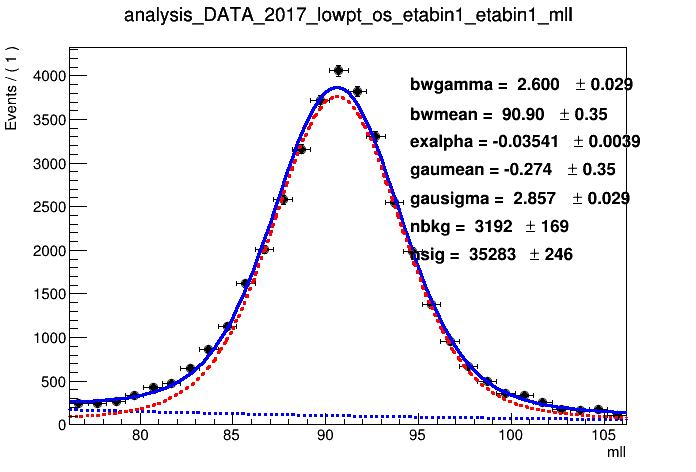 analysis_DATA_2017_lowpt_os_etabin1_etabin1_mll
Events / ( 1 )
4000
3500
3000
2500
2000
1500
1000
500
0
bwgamma = 2.600 ± 0.029
bwmean = 90.90 ± 0.35
exalpha = -0.03541 ± 0.0039
gaumean = -0.274 ± 0.35
gausigma = 2.857 ± 0.029
nbkg = 3192 ± 169
nsig = 35283 ± 246
80 85 90 95 100 105
mll